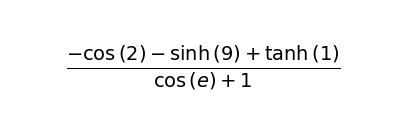 −cos (2) − sinh (9) + tanh (1)
cos (e) + 1